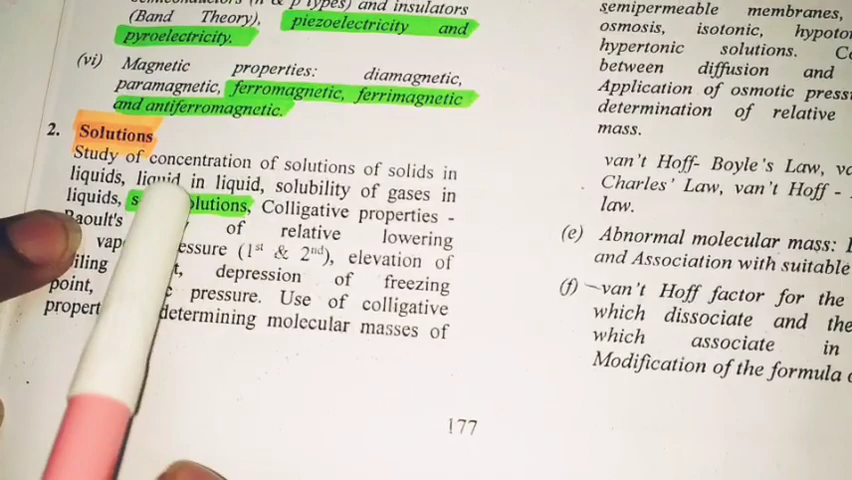 and insulators
(Band Theory), piezoelectricity and
pyroelectricity.
(vi) Magnetic properties: diamagnetic,
paramagnetic, ferromagnetic, ferrimagnetic
and antiferromagnetic.
2. Solutions
Study of concentration of solutions of solids in
liquids, liquid in liquid, solubility of gases in
liquids, Colligative properties -
Raoult's of relative lowering
(1st & 2nd), elevation of
depression of freezing
point, pressure. Use of colligative
determining molecular masses of
177
semipermeable membranes,
osmosis, isotonic,
hypertonic solutions.
between diffusion and
Application of osmotic
determination of relative
mass.
van't Hoff- Boyle's Law,
Charles' Law, van't Hoff -
law.
(e) Abnormal molecular mass:
and Association with suitable
(f) van't Hoff factor for the
which dissociate and
which associate in
Modification of the formula